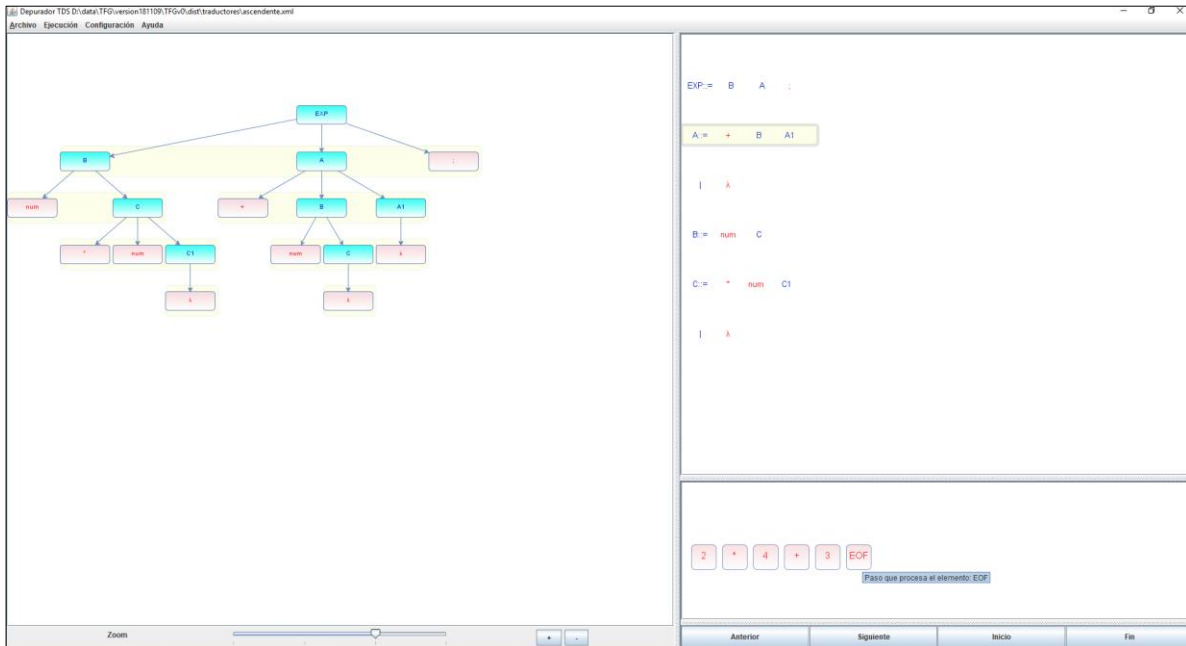 Depurador TDS D:\data\TFG\version181109\TFGv0\dist\traductores\ascendente.xml
Archivo Ejecución Configuración Ayuda
EXP
B A ;
num C + B A1
* num C1 num C λ
λ λ
EXP::= B A ;
A::= + B A1
| λ
B::= num C
C::= * num C1
| λ
2 * 4 + 3 EOF
Paso que procesa el elemento: EOF
Zoom + -
Anterior Siguiente Inicio Fin